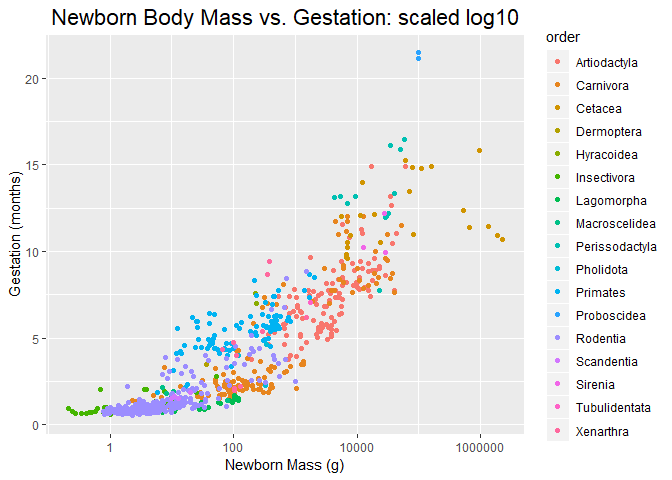 Newborn Body Mass vs. Gestation: scaled log10
order
Artiodactyla
Carnivora
Cetacea
Dermoptera
Hyracoidea
Insectivora
Lagomorpha
Macroscelidea
Perissodactyla
Pholidota
Primates
Proboscidea
Rodentia
Scandentia
Sirenia
Tubulidentata
Xenarthra
Gestation (months)
20
15
10
5
0
1
100
10000
1000000
Newborn Mass (g)